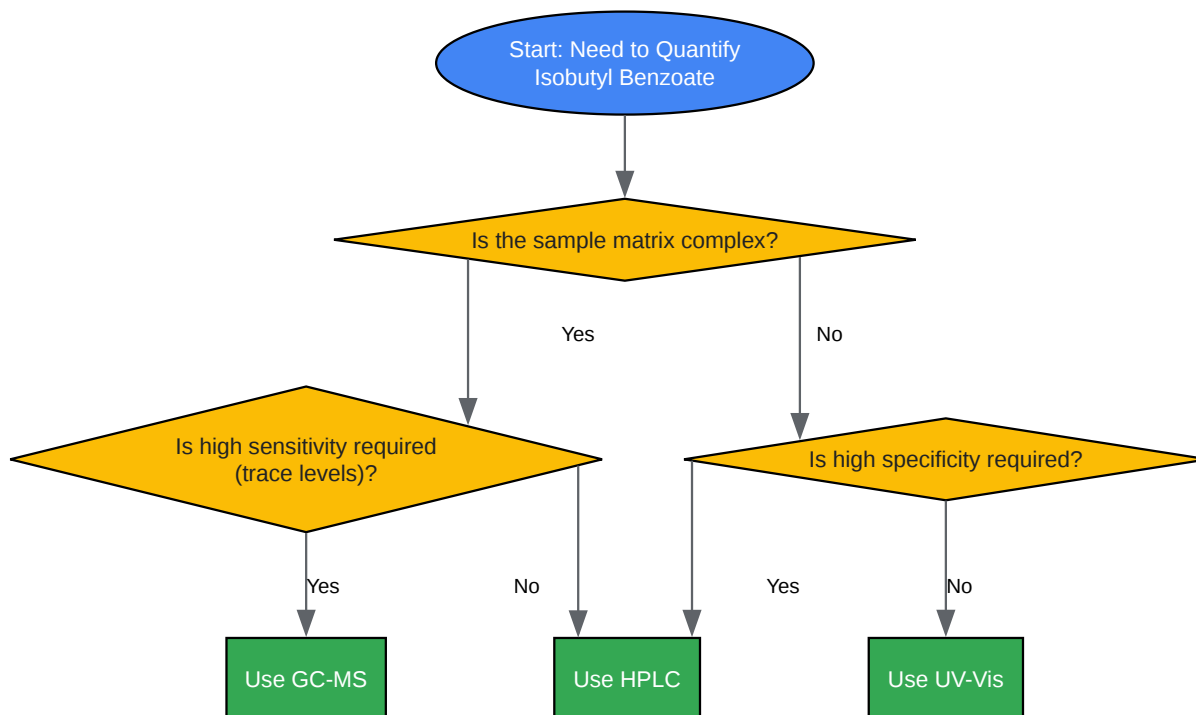 Start: Need to Quantify
Isobutyl Benzoate
Is the sample matrix complex?
Yes
No
Is high sensitivity required
(trace levels)?
Is high specificity required?
Yes
No
Yes
No
Use GC-MS
Use HPLC
Use UV-Vis